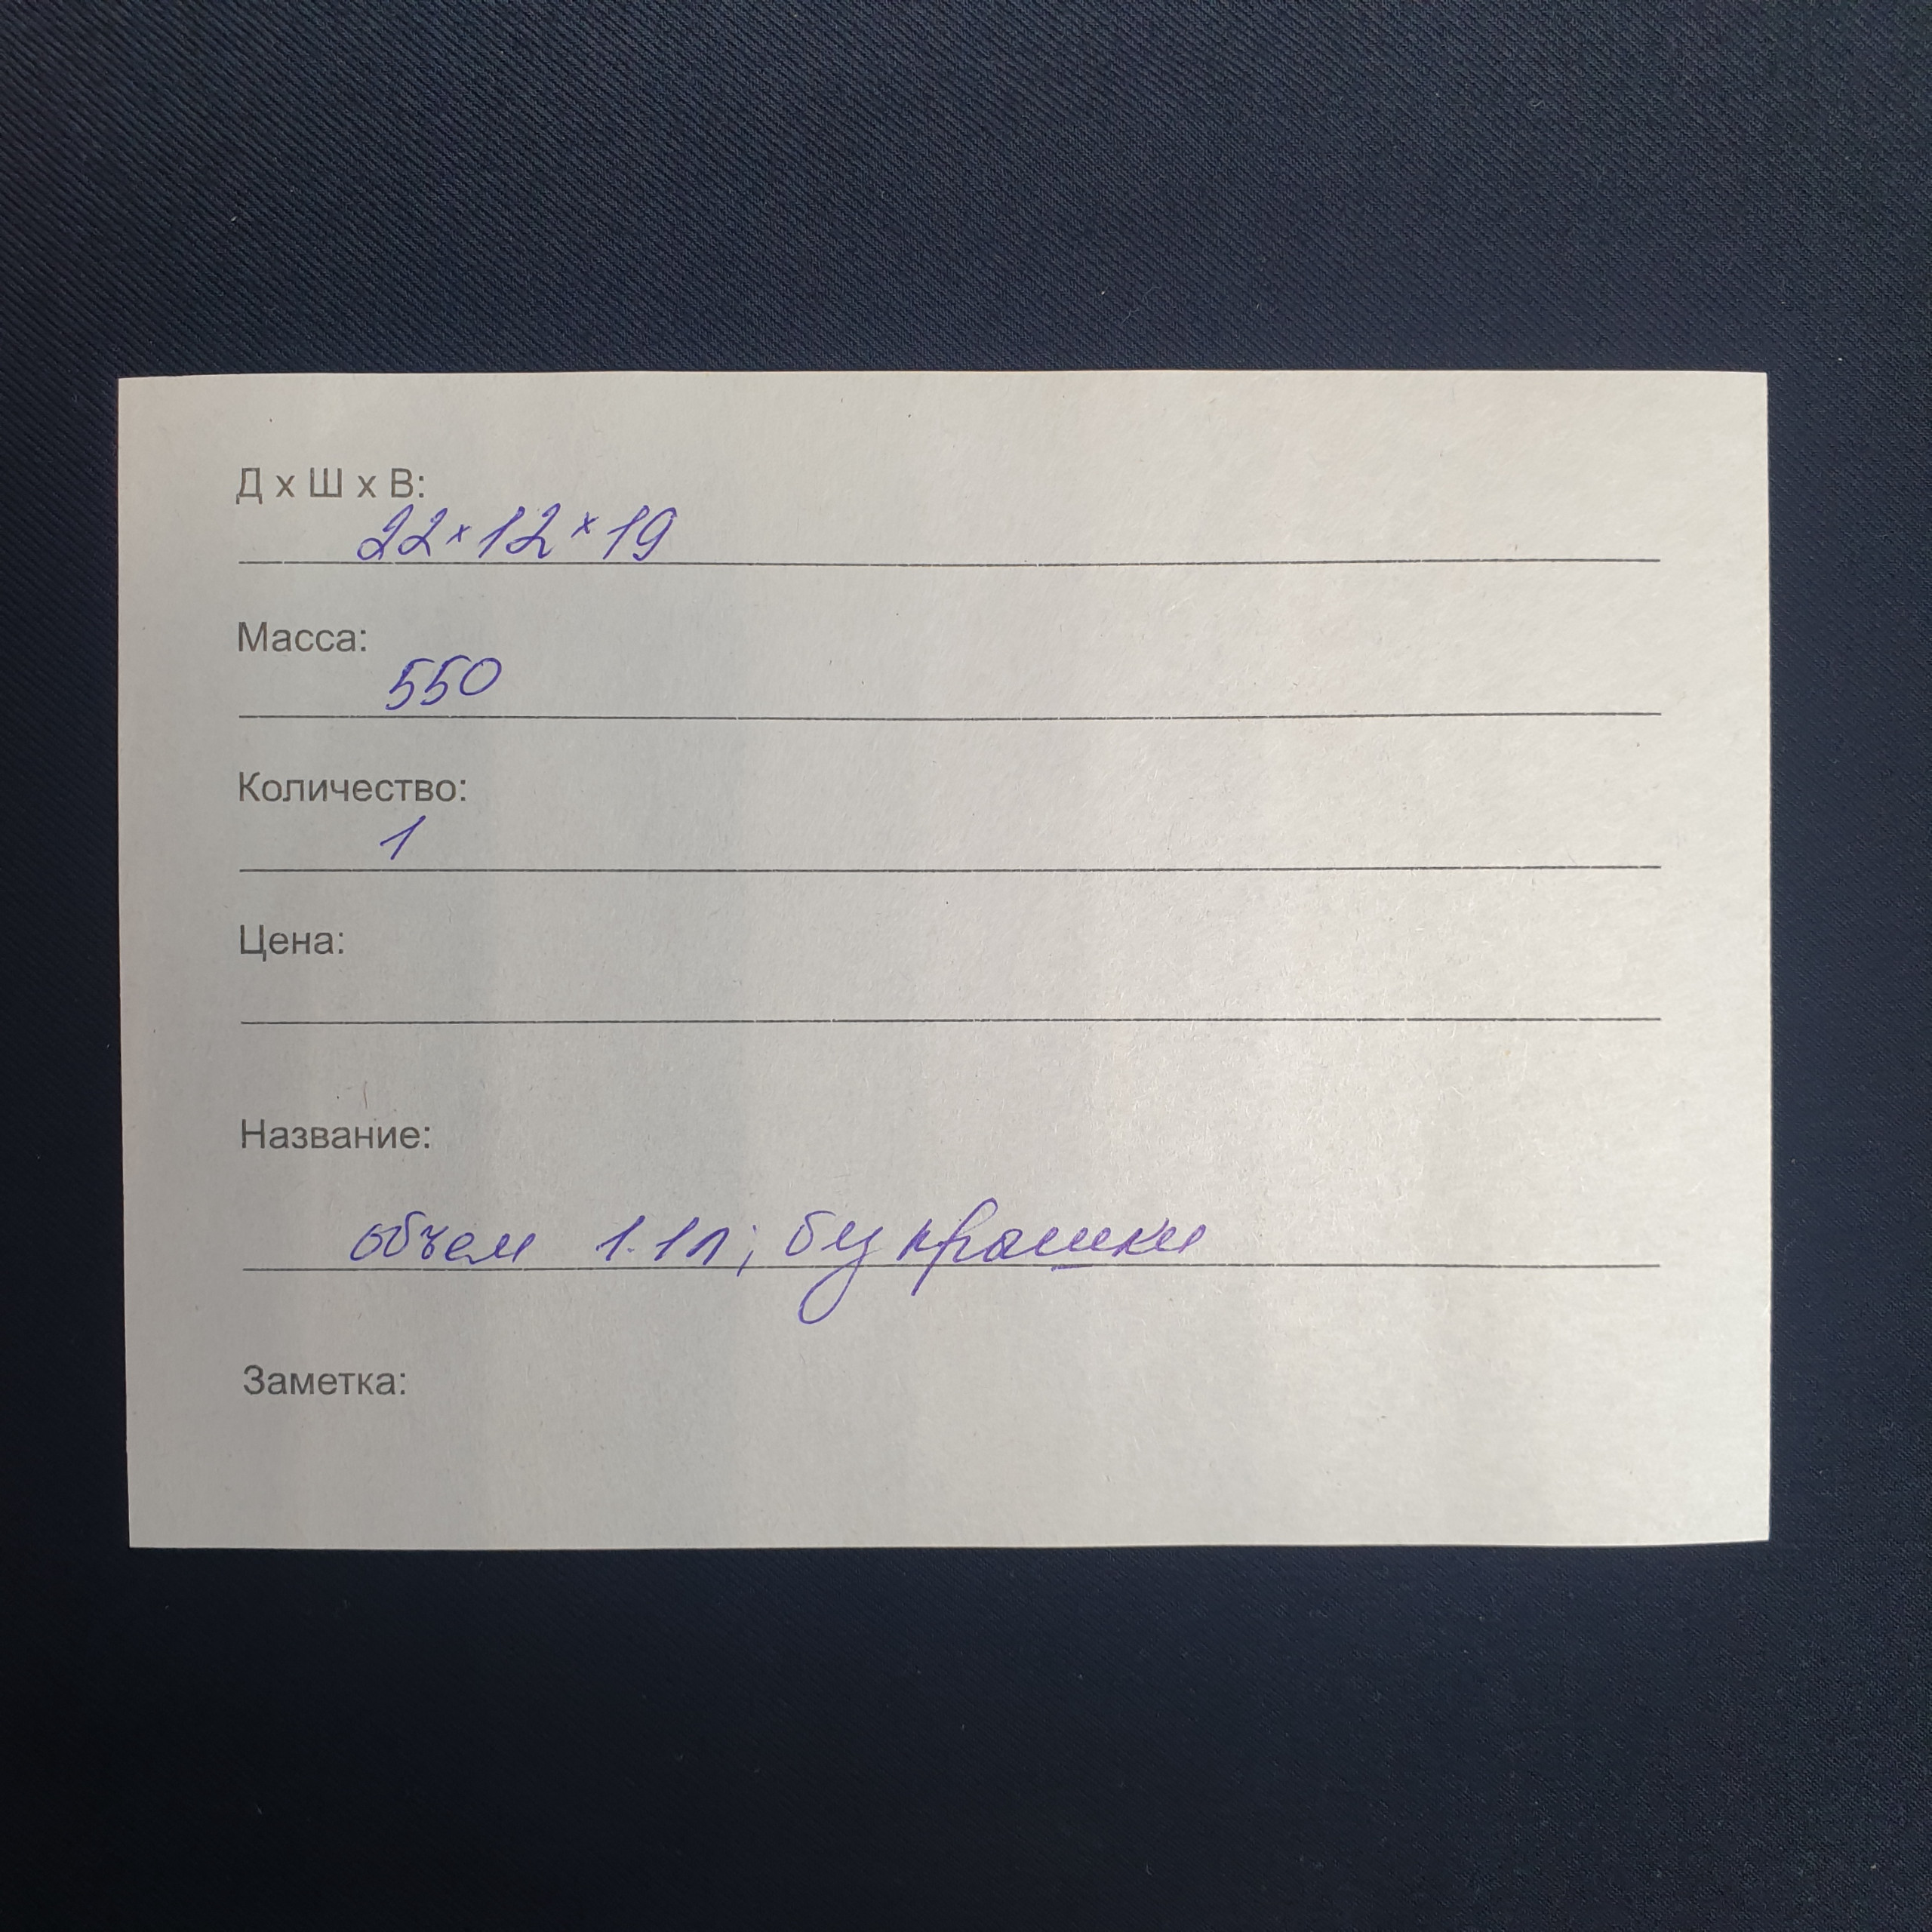 Д х Ш х В:
22×12×19
Масса:
550
Количество:
1
Цена:
Название:
объем 1.1л; без крышки
Заметка: